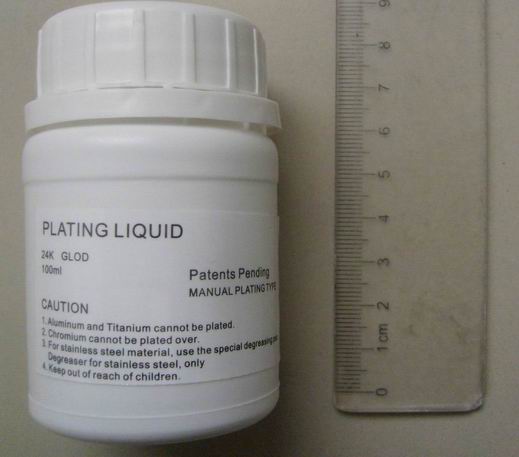 PLATING LIQUID
24K GLOD
100ml
Patents Pending
MANUAL PLATING TYPE
CAUTION
1. Aluminum and Titanium cannot be plated.
2. Chromium cannot be plated over.
3. For stainless steel material, use the special degreasing
Degreaser for stainless steel, only
4. Keep out of reach of children.
9
8
7
6
5
4
3
2
1cm
0